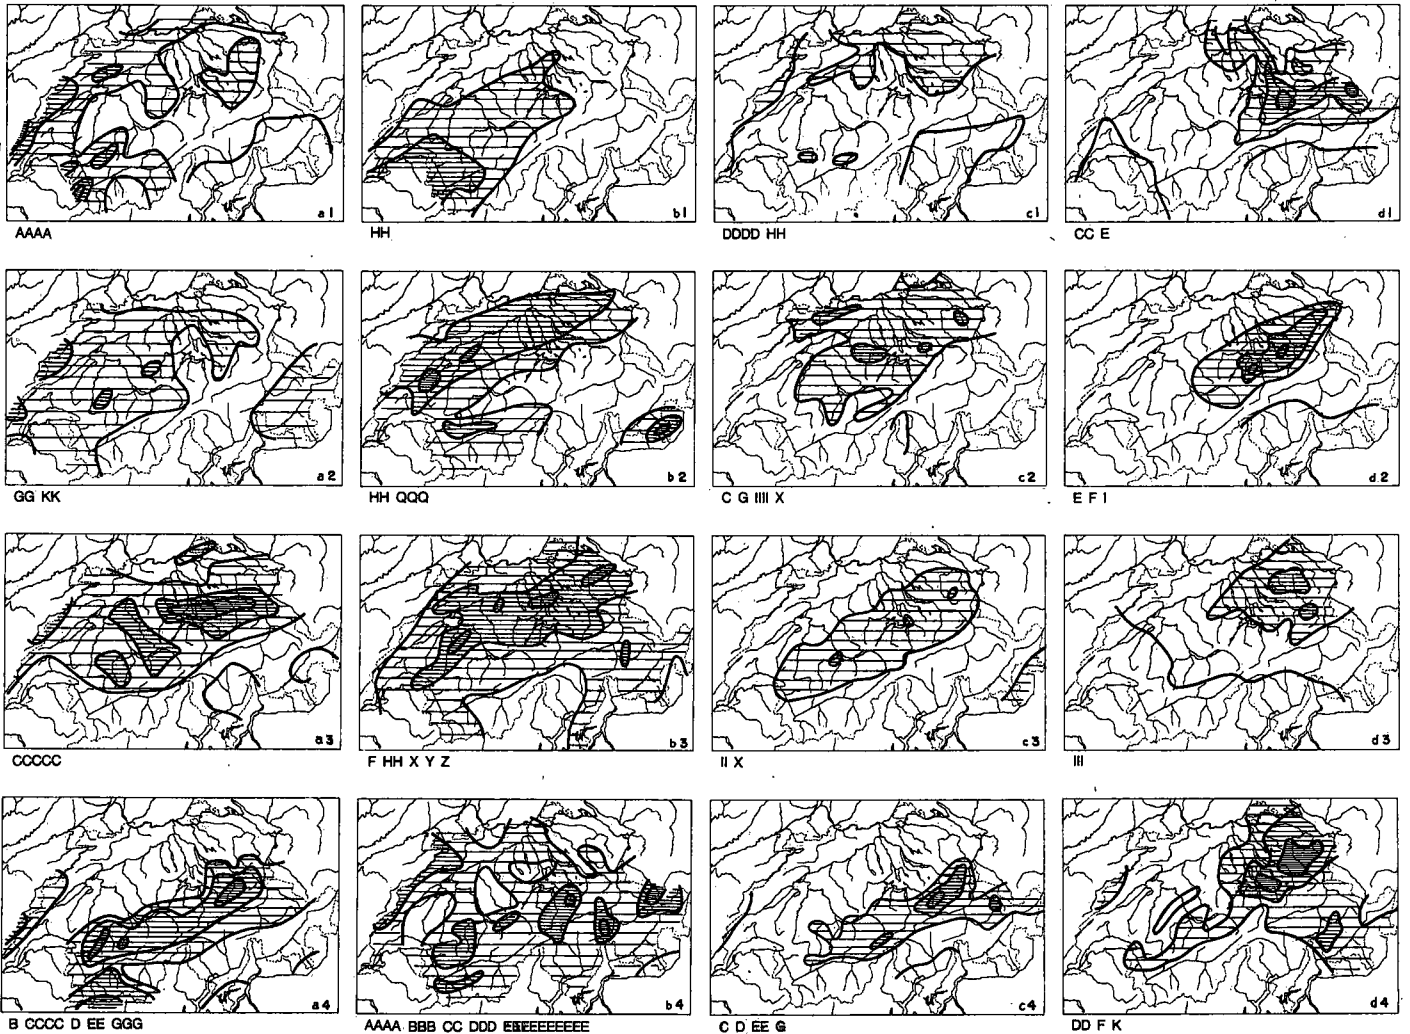 a1
b1
c1
d1
AAAA
HH
DDDD HH
CC E
a2
b2
c2
d2
GG KK
HH QQQ
C G IIII X
E F I
a3
b3
c3
d3
CCCCC
F HH X Y Z
II X
III
a4
b4
c4
d4
B CCCC D EE GGG
AAAA BBB CC DDD
C D EE G
DD F K